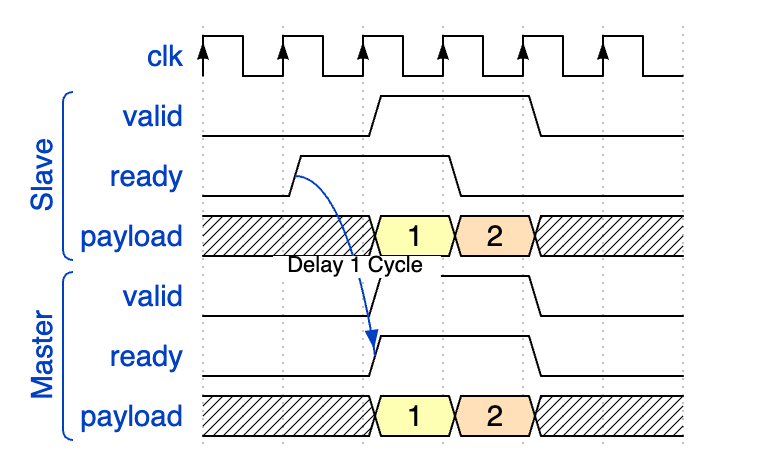 clk
Slave
valid
ready
payload
1 2
Delay 1 Cycle
Master
valid
ready
payload
1 2